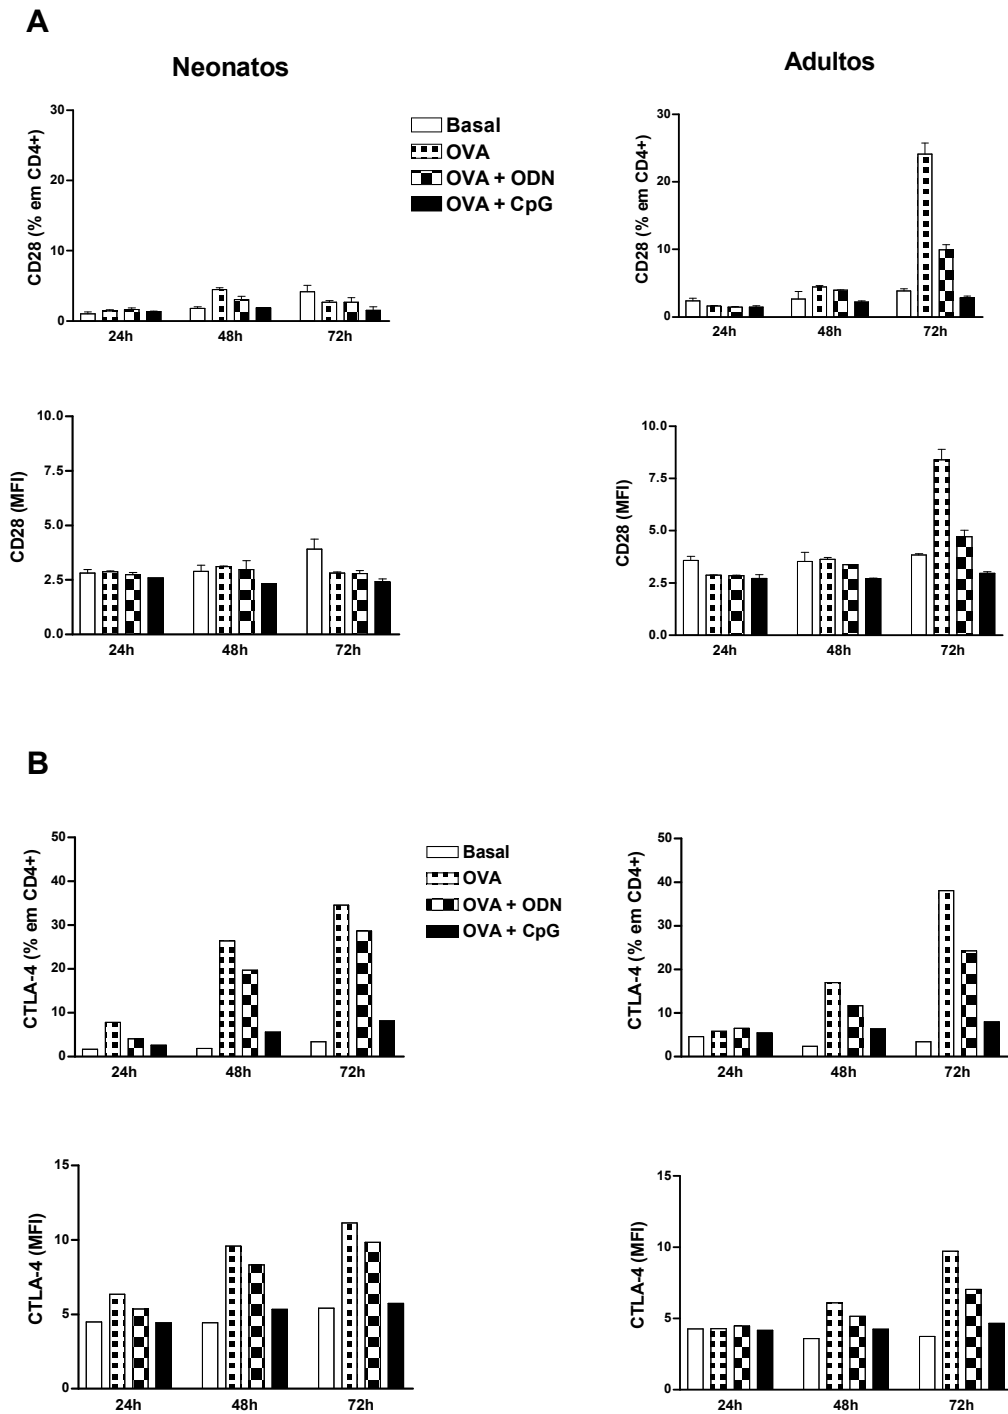 A
Neonatos
Adultos
CD28 (% em CD4+)
30
20
10
0
24h
48h
72h
Basal
OVA
OVA + ODN
OVA + CpG
CD28 (% em CD4+)
30
20
10
0
24h
48h
72h
CD28 (MFI)
10.0
7.5
5.0
2.5
0.0
24h
48h
72h
CD28 (MFI)
10.0
7.5
5.0
2.5
0.0
24h
48h
72h
B
CTLA-4 (% em CD4+)
50
40
30
20
10
0
24h
48h
72h
Basal
OVA
OVA + ODN
OVA + CpG
CTLA-4 (% em CD4+)
50
40
30
20
10
0
24h
48h
72h
CTLA-4 (MFI)
15
10
5
0
24h
48h
72h
CTLA-4 (MFI)
15
10
5
0
24h
48h
72h